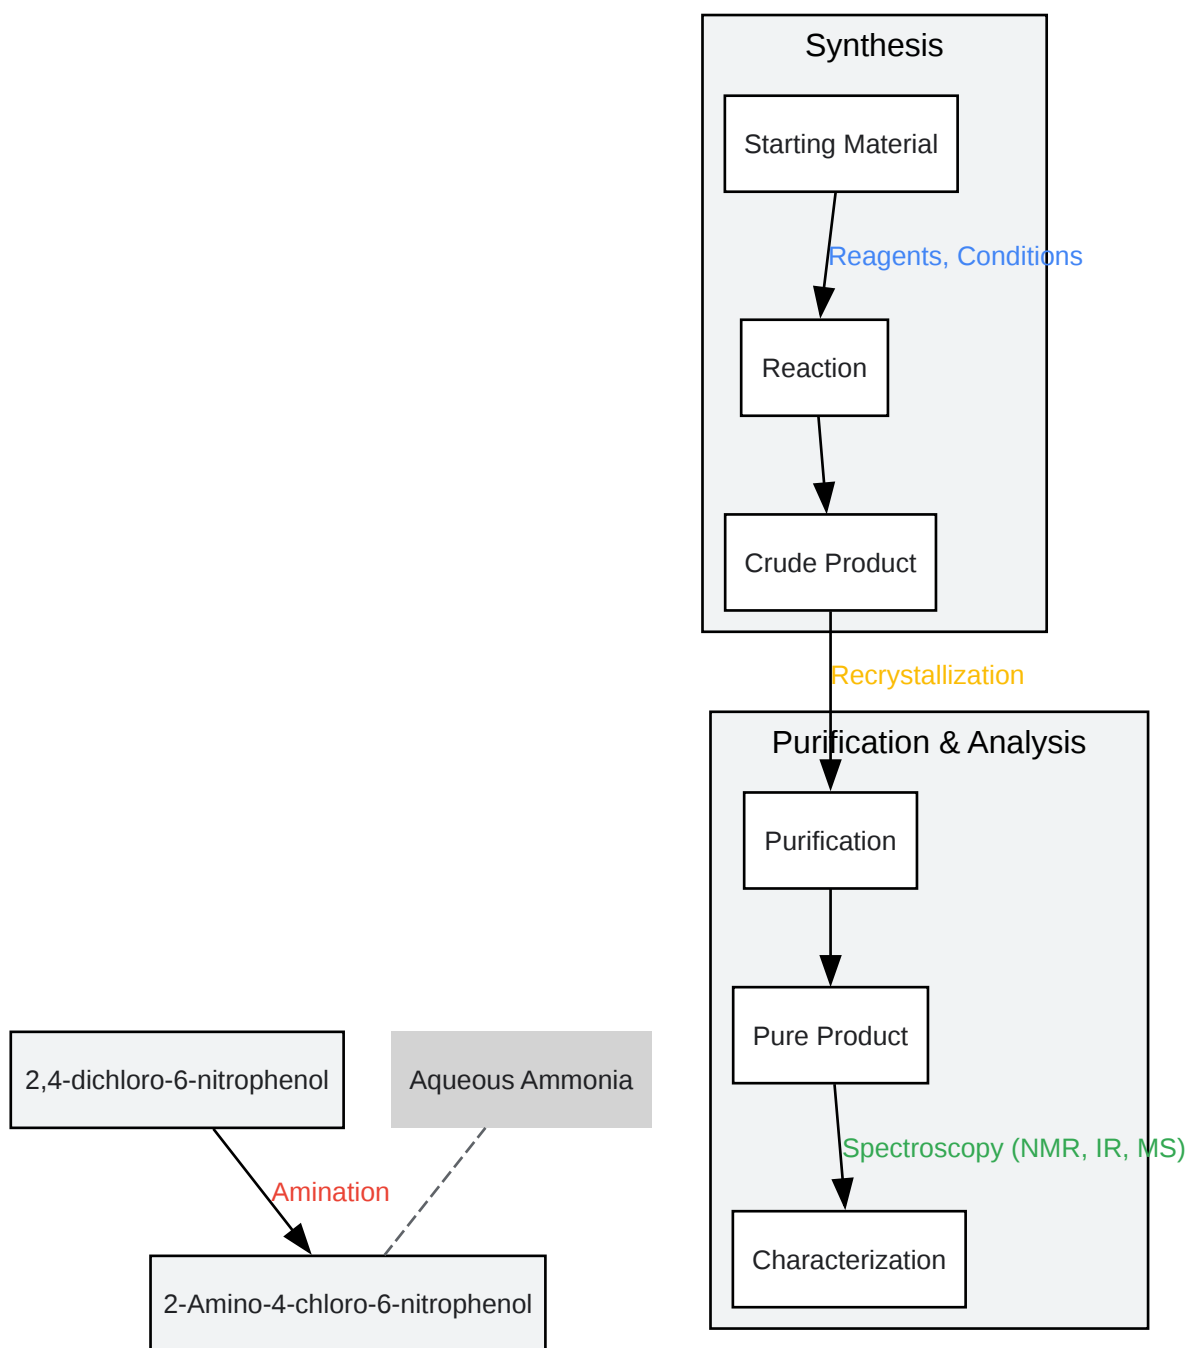 Synthesis
Starting Material
Reagents, Conditions
Reaction
Crude Product
Recrystallization
Purification & Analysis
Purification
Pure Product
Spectroscopy (NMR, IR, MS)
Characterization
2,4-dichloro-6-nitrophenol
Aqueous Ammonia
Amination
2-Amino-4-chloro-6-nitrophenol